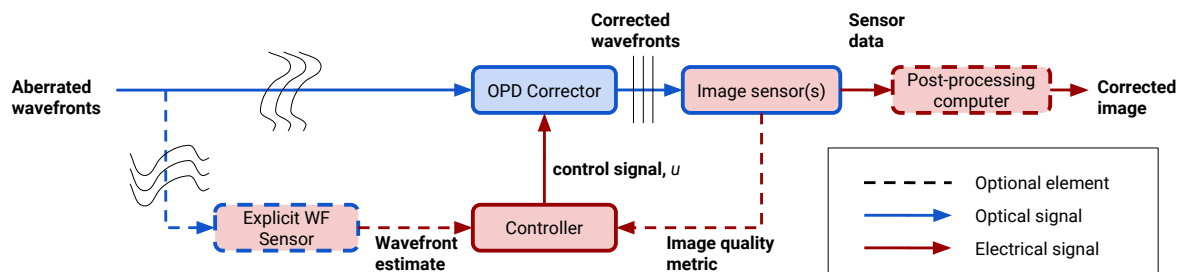 Aberrated
wavefronts
OPD Corrector
Corrected
wavefronts
Image sensor(s)
Sensor
data
Post-processing
computer
Corrected
image
control signal, u
Explicit WF
Sensor
Wavefront
estimate
Controller
Image quality
metric
Optional element
Optical signal
Electrical signal